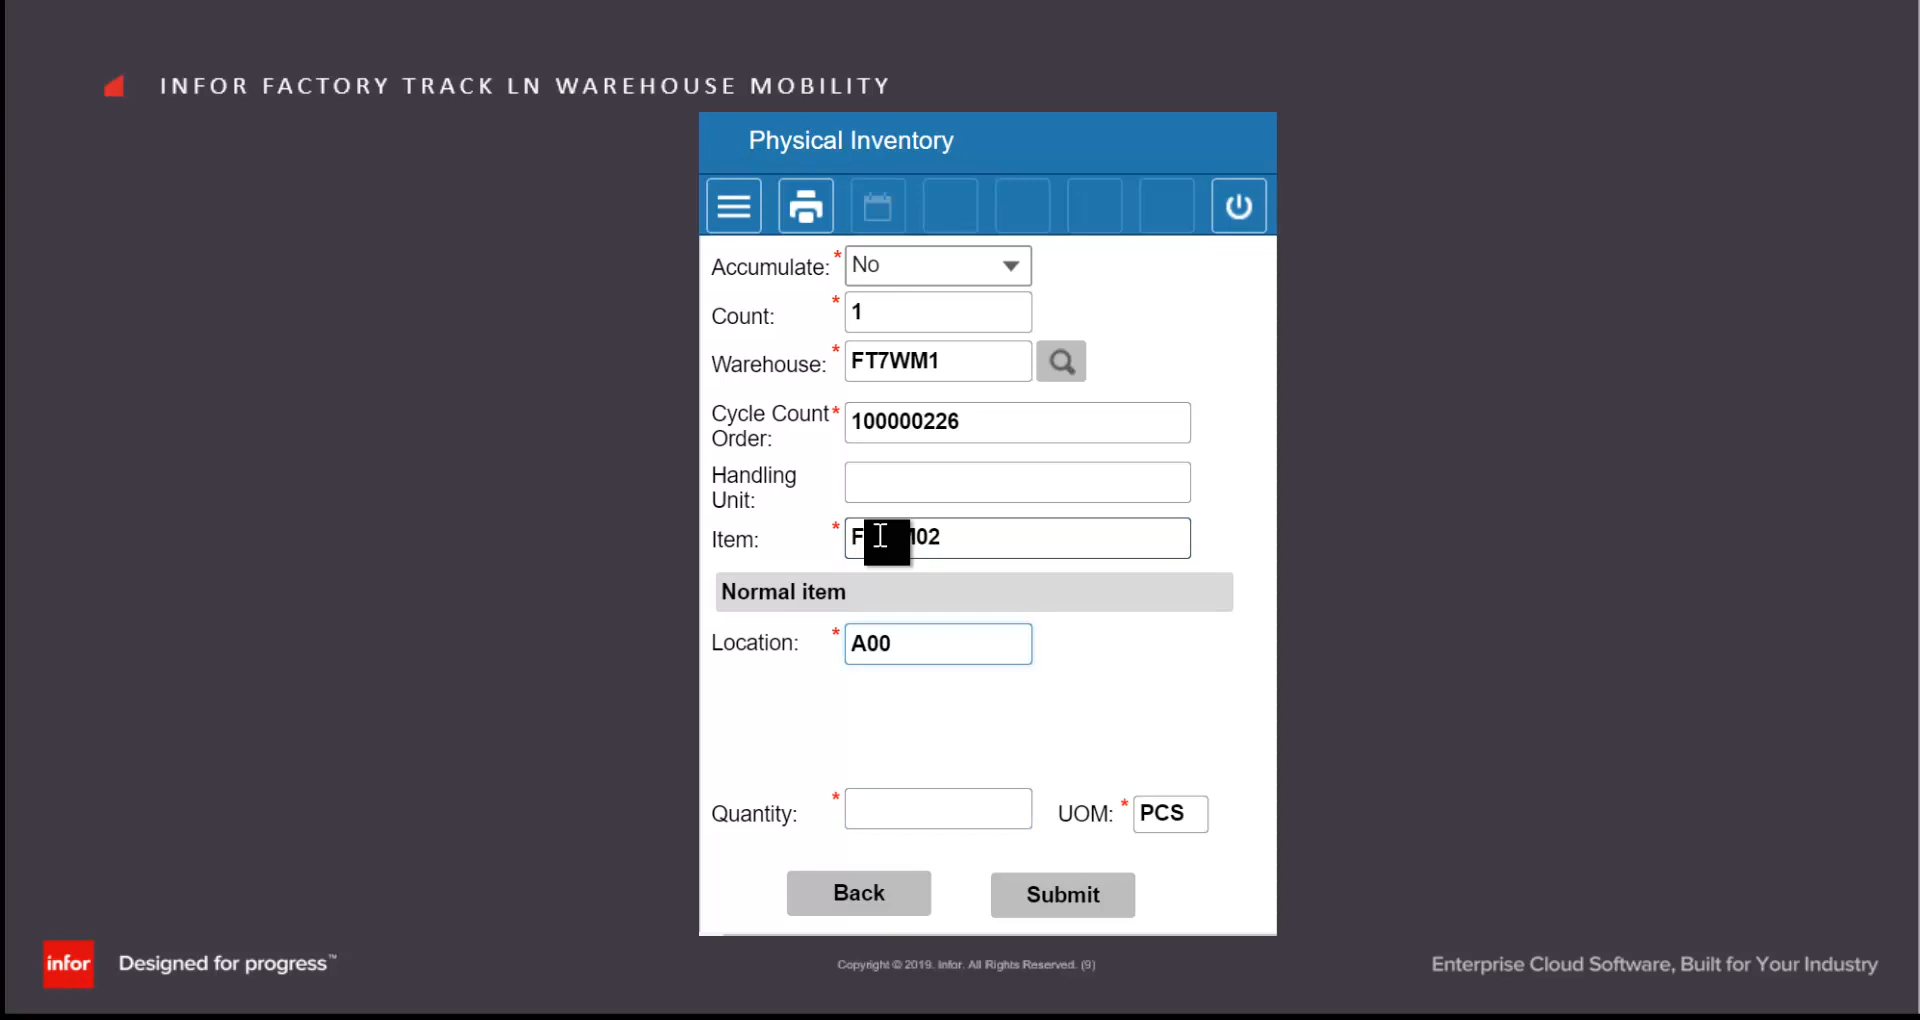 INFOR FACTORY TRACK LN WAREHOUSE MOBILITY
Physical Inventory
Accumulate: * No
Count: * 1
Warehouse: * FT7WM1
Cycle Count * 100000226
Order:
Handling
Unit:
Item: *
Normal item
Location: * A00
Quantity: * UOM: * PCS
Back Submit
infor Designed for progress™ Copyright © 2019. Infor. All Rights Reserved. (9) Enterprise Cloud Software, Built for Your Industry